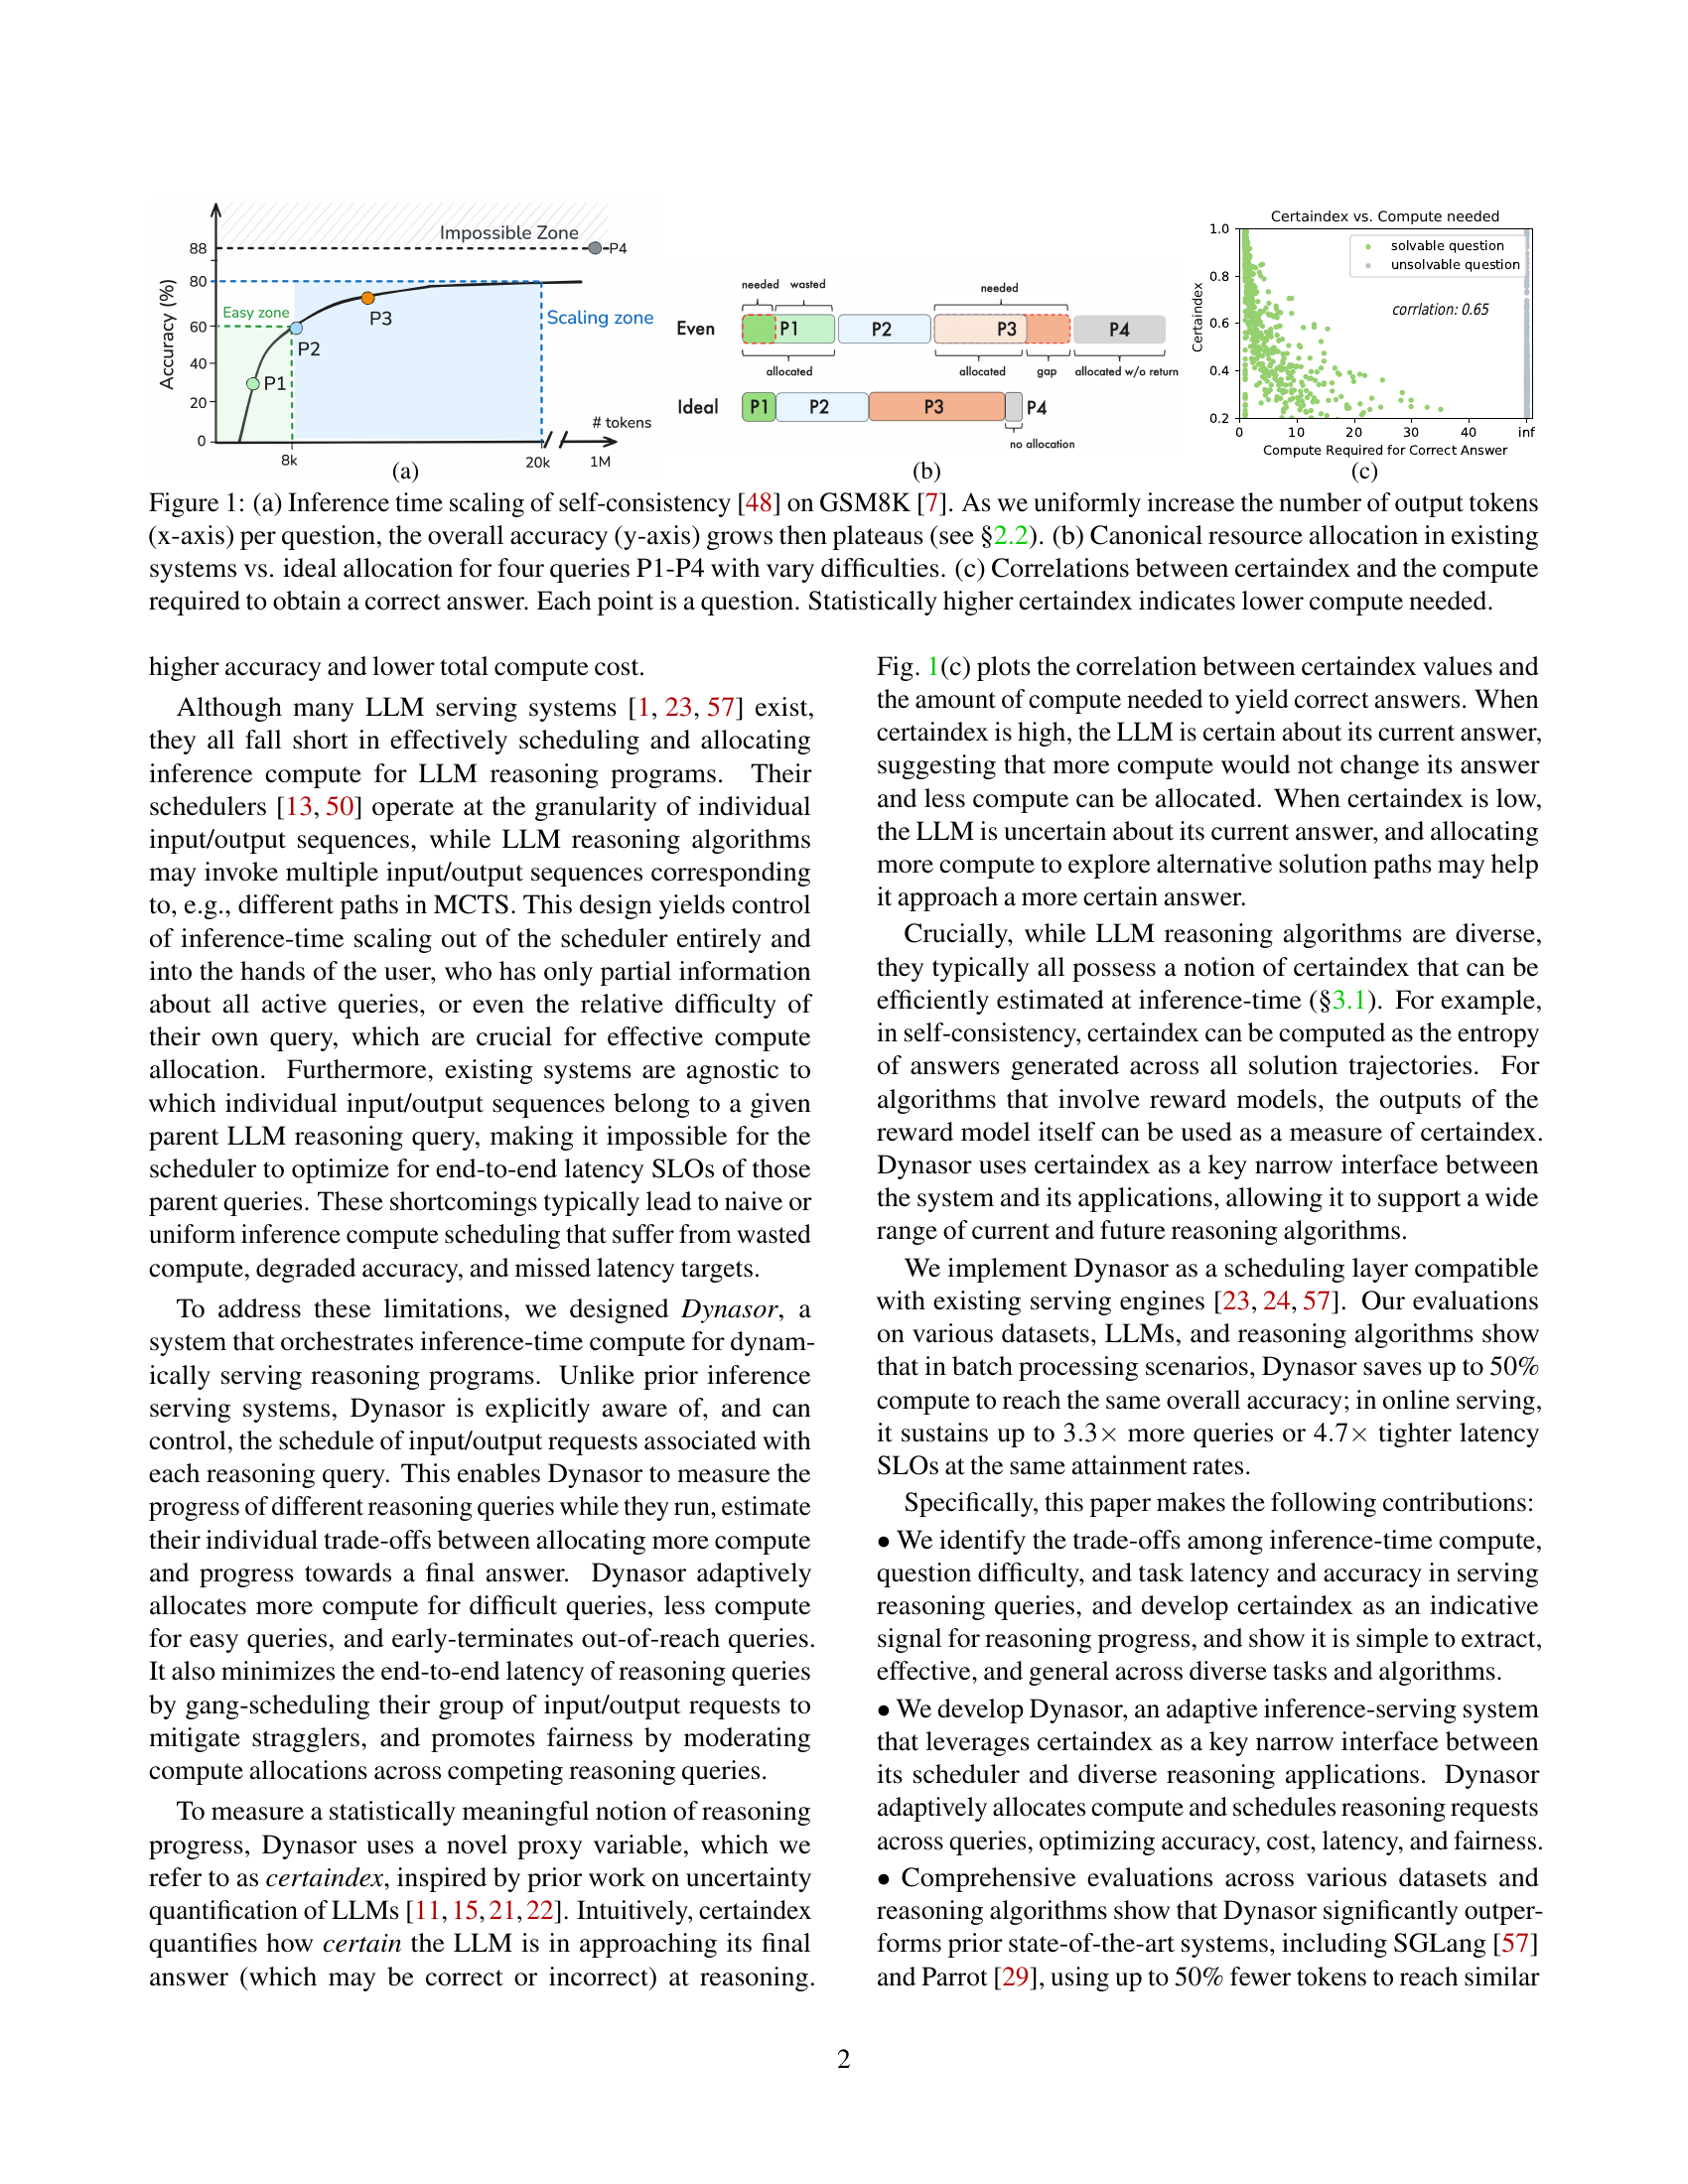 Impossible Zone
88
P4
80
Easy zone
Scaling zone
P3
60
P2
40
P1
20
0
# tokens
8k
20k
1M
Accuracy (%)
(a)
needed
wasted
needed
Even
P1
P2
P3
P4
allocated
allocated
gap
allocated w/o return
Ideal
P1
P2
P3
P4
no allocation
(b)
Certaindex vs. Compute needed
1.0
solvable question
unsolvable question
0.8
corrlation: 0.65
0.6
0.4
0.2
0
10
20
30
40
inf
Certaindex
Compute Required for Correct Answer
(c)
Figure 1: (a) Inference time scaling of self-consistency [48] on GSM8K [7]. As we uniformly increase the number of output tokens
(x-axis) per question, the overall accuracy (y-axis) grows then plateaus (see §2.2). (b) Canonical resource allocation in existing
systems vs. ideal allocation for four queries P1-P4 with vary difficulties. (c) Correlations between certaindex and the compute
required to obtain a correct answer. Each point is a question. Statistically higher certaindex indicates lower compute needed.
higher accuracy and lower total compute cost.
Although many LLM serving systems [1, 23, 57] exist,
they all fall short in effectively scheduling and allocating
inference compute for LLM reasoning programs. Their
schedulers [13, 50] operate at the granularity of individual
input/output sequences, while LLM reasoning algorithms
may invoke multiple input/output sequences corresponding
to, e.g., different paths in MCTS. This design yields control
of inference-time scaling out of the scheduler entirely and
into the hands of the user, who has only partial information
about all active queries, or even the relative difficulty of
their own query, which are crucial for effective compute
allocation. Furthermore, existing systems are agnostic to
which individual input/output sequences belong to a given
parent LLM reasoning query, making it impossible for the
scheduler to optimize for end-to-end latency SLOs of those
parent queries. These shortcomings typically lead to naive or
uniform inference compute scheduling that suffer from wasted
compute, degraded accuracy, and missed latency targets.
To address these limitations, we designed Dynasor, a
system that orchestrates inference-time compute for dynam-
ically serving reasoning programs. Unlike prior inference
serving systems, Dynasor is explicitly aware of, and can
control, the schedule of input/output requests associated with
each reasoning query. This enables Dynasor to measure the
progress of different reasoning queries while they run, estimate
their individual trade-offs between allocating more compute
and progress towards a final answer. Dynasor adaptively
allocates more compute for difficult queries, less compute
for easy queries, and early-terminates out-of-reach queries.
It also minimizes the end-to-end latency of reasoning queries
by gang-scheduling their group of input/output requests to
mitigate stragglers, and promotes fairness by moderating
compute allocations across competing reasoning queries.
To measure a statistically meaningful notion of reasoning
progress, Dynasor uses a novel proxy variable, which we
refer to as certaindex, inspired by prior work on uncertainty
quantification of LLMs [11, 15, 21, 22]. Intuitively, certaindex
quantifies how certain the LLM is in approaching its final
answer (which may be correct or incorrect) at reasoning.
Fig. 1(c) plots the correlation between certaindex values and
the amount of compute needed to yield correct answers. When
certaindex is high, the LLM is certain about its current answer,
suggesting that more compute would not change its answer
and less compute can be allocated. When certaindex is low,
the LLM is uncertain about its current answer, and allocating
more compute to explore alternative solution paths may help
it approach a more certain answer.
Crucially, while LLM reasoning algorithms are diverse,
they typically all possess a notion of certaindex that can be
efficiently estimated at inference-time (§3.1). For example,
in self-consistency, certaindex can be computed as the entropy
of answers generated across all solution trajectories. For
algorithms that involve reward models, the outputs of the
reward model itself can be used as a measure of certaindex.
Dynasor uses certaindex as a key narrow interface between
the system and its applications, allowing it to support a wide
range of current and future reasoning algorithms.
We implement Dynasor as a scheduling layer compatible
with existing serving engines [23, 24, 57]. Our evaluations
on various datasets, LLMs, and reasoning algorithms show
that in batch processing scenarios, Dynasor saves up to 50%
compute to reach the same overall accuracy; in online serving,
it sustains up to 3.3× more queries or 4.7× tighter latency
SLOs at the same attainment rates.
Specifically, this paper makes the following contributions:
• We identify the trade-offs among inference-time compute,
question difficulty, and task latency and accuracy in serving
reasoning queries, and develop certaindex as an indicative
signal for reasoning progress, and show it is simple to extract,
effective, and general across diverse tasks and algorithms.
• We develop Dynasor, an adaptive inference-serving system
that leverages certaindex as a key narrow interface between
its scheduler and diverse reasoning applications. Dynasor
adaptively allocates compute and schedules reasoning requests
across queries, optimizing accuracy, cost, latency, and fairness.
• Comprehensive evaluations across various datasets and
reasoning algorithms show that Dynasor significantly outper-
forms prior state-of-the-art systems, including SGLang [57]
and Parrot [29], using up to 50% fewer tokens to reach similar
2